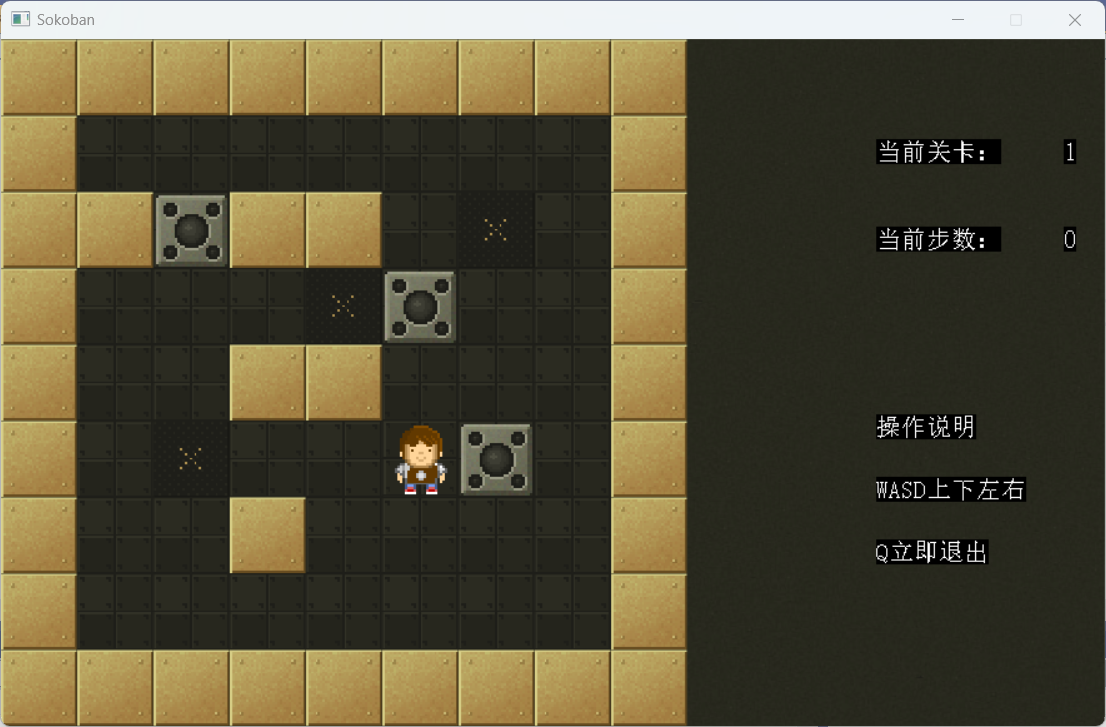 Sokoban
当前关卡： 1
当前步数： 0
操作说明
WASD上下左右
Q立即退出